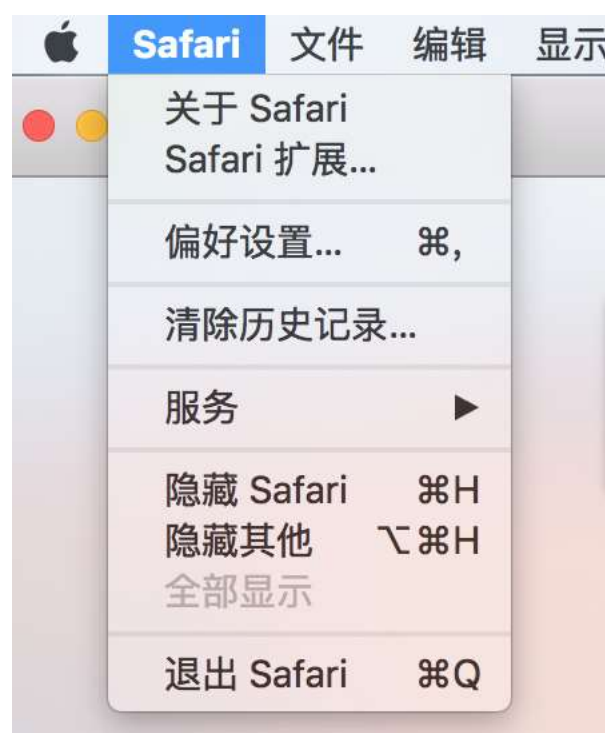 Safari 文件 编辑 显示
关于 Safari
Safari 扩展...
偏好设置... ⌘,
清除历史记录...
服务 ▶
隐藏 Safari ⌘H
隐藏其他 ⌥⌘H
全部显示
退出 Safari ⌘Q